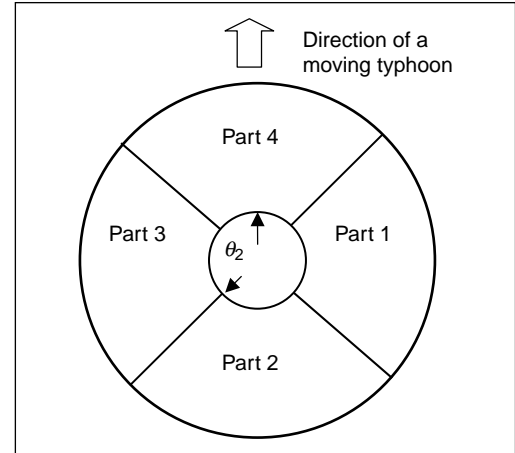 Direction of a
moving typhoon
Part 4
Part 3
θ2
Part 1
Part 2